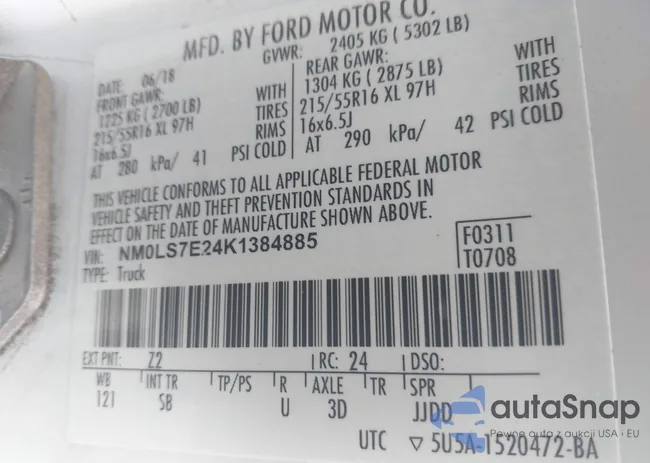 MFD. BY FORD MOTOR CO.
DATE: 06/18
GVWR: 2405 KG ( 5302 LB)
FRONT GAWR:
1225 KG ( 2700 LB)
215/55R16 XL 97H
16x6.5J
AT 280 kPa/ 41
WITH
TIRES
RIMS
PSI COLD
REAR GAWR:
1304 KG ( 2875 LB)
215/55R16 XL 97H
16x6.5J
AT 290 kPa/ 42
WITH
TIRES
RIMS
PSI COLD
THIS VEHICLE CONFORMS TO ALL APPLICABLE FEDERAL MOTOR
VEHICLE SAFETY AND THEFT PREVENTION STANDARDS IN
EFFECT ON THE DATE OF MANUFACTURE SHOWN ABOVE.
VIN: NM0LS7E24K1384885
TYPE: Truck
F0311
T0708
EXT PNT: Z2 RC: 24 DSO:
WB INT TR TP/PS R AXLE TR SPR
121 SB U 3D JJDD
UTC ▽ 5U5A-1520472-BA
autaSnap
Pewne auto z aukcji USA i EU